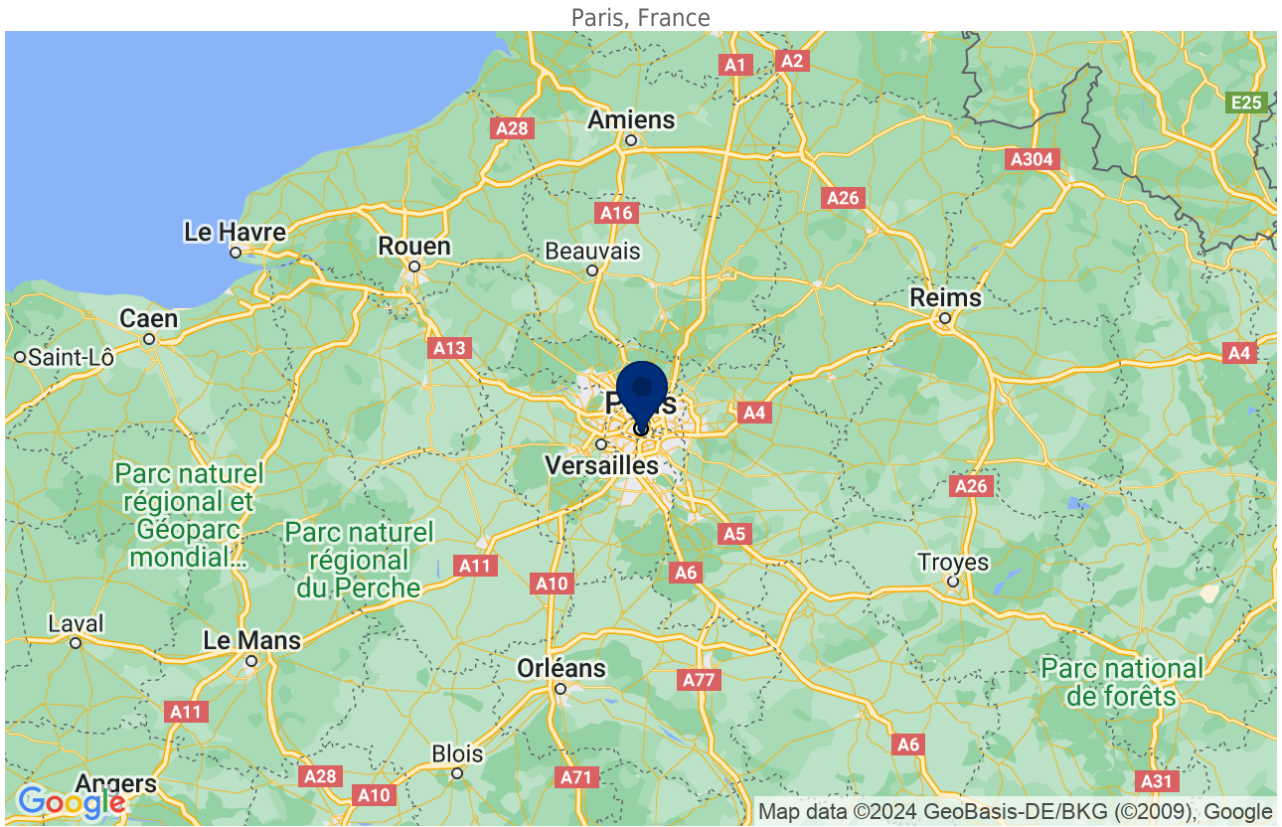 Paris, France
A1
A2
E25
A28
Amiens
A304
A26
A16
Le Havre
Rouen
Beauvais
Reims
Caen
Saint-Lô
A13
A4
Paris
A4
Versailles
Parc naturel
régional et
Géoparc
mondial...
A26
Parc naturel
régional
du Perche
A5
A11
A10
A6
Troyes
Laval
Le Mans
Orléans
A77
Parc national
de forêts
A11
A6
Blois
A28
A71
A31
Angers
A10
Google
Map data ©2024 GeoBasis-DE/BKG (©2009), Google